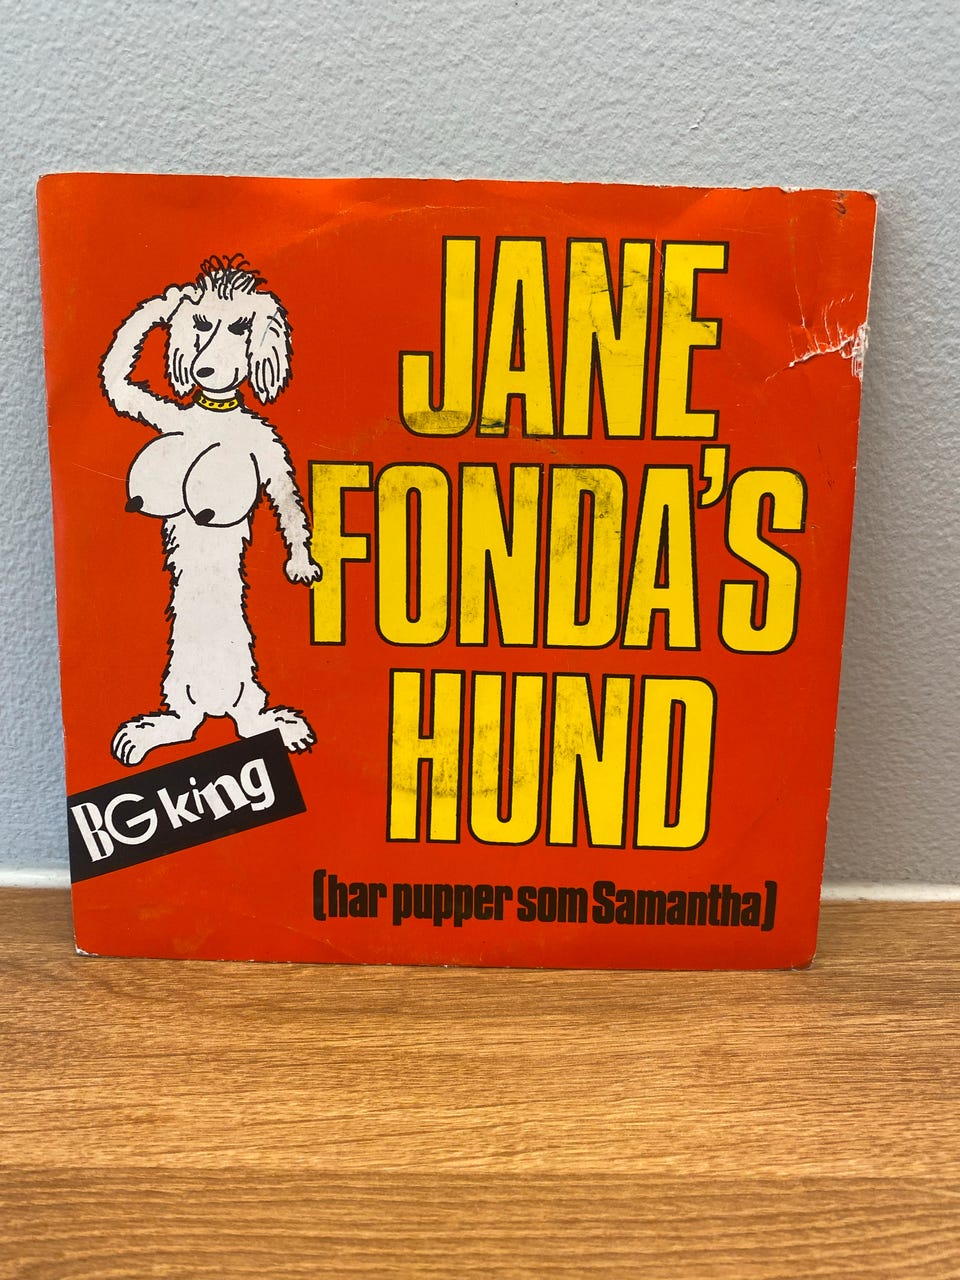 JANE
FONDA'S
HUND
BG king
(har pupper som Samantha)